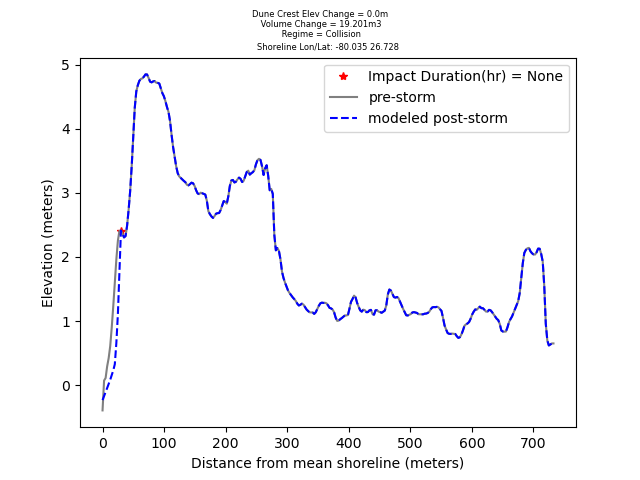 Dune Crest Elev Change = 0.0m
Volume Change = 19.201m3
Regime = Collision
Shoreline Lon/Lat: -80.035 26.728
Impact Duration(hr) = None
pre-storm
modeled post-storm
5
4
3
2
1
0
Elevation (meters)
0 100 200 300 400 500 600 700
Distance from mean shoreline (meters)